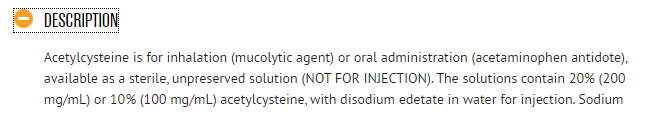 DESCRIPTION
Acetylcysteine is for inhalation (mucolytic agent) or oral administration (acetaminophen antidote),
available as a sterile, unpreserved solution (NOT FOR INJECTION). The solutions contain 20% (200
mg/mL) or 10% (100 mg/mL) acetylcysteine, with disodium edetate in water for injection. Sodium